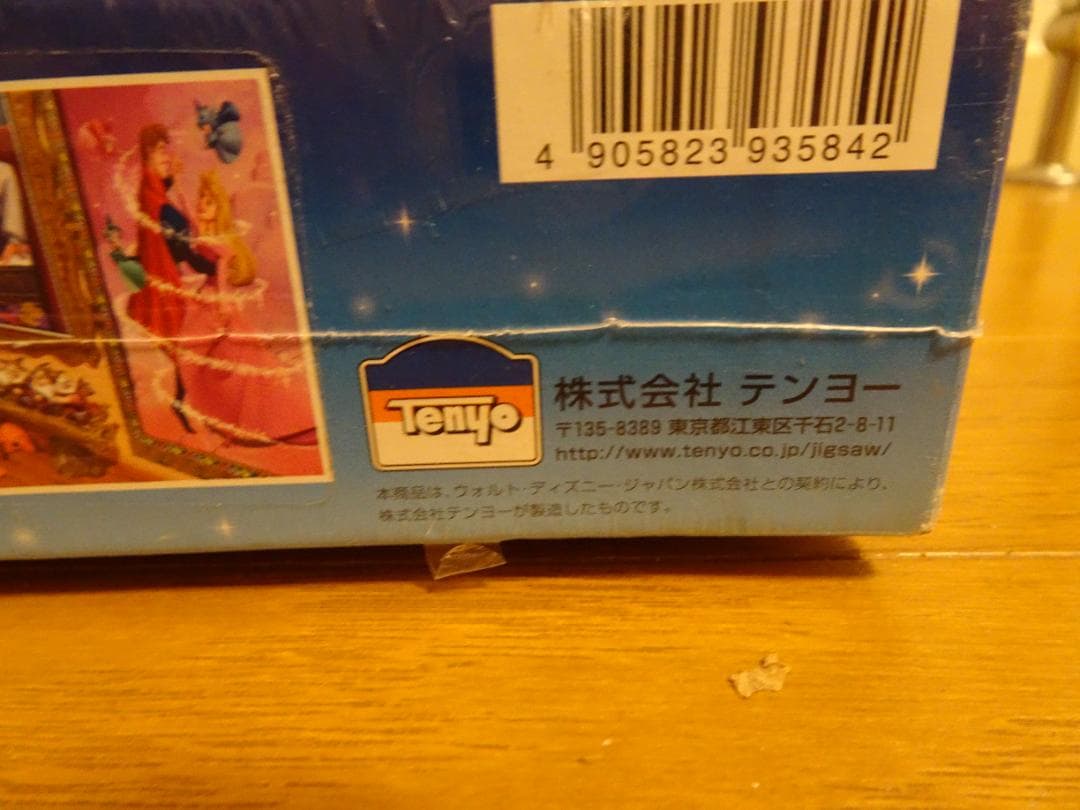 4 905823 935842
Tenyo
株式会社 テンヨー
〒135-8389 東京都江東区千石2-8-11
http://www.tenyo.co.jp/jigsaw/
本商品は、ウォルト・ディズニー・ジャパン株式会社との契約により、
株式会社テンヨーが製造したものです。